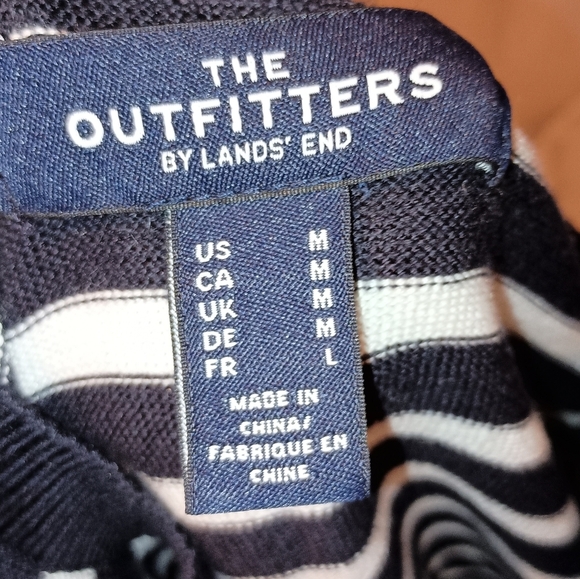 THE
OUTFITTERS
BY LANDS' END
US M
CA M
UK M
DE M
FR L
MADE IN
CHINA/
FABRIQUE EN
CHINE